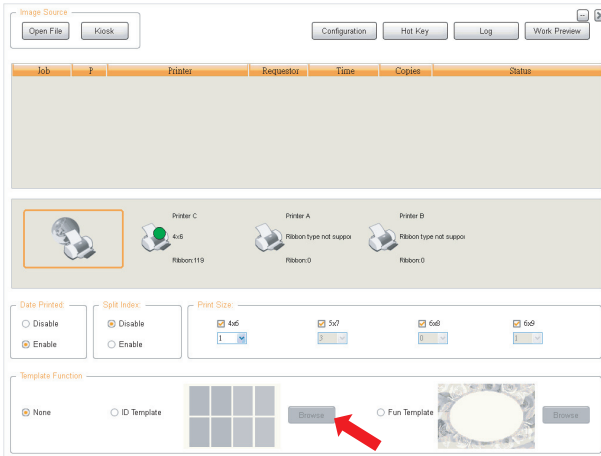 Image Source
Open File Kiosk Configuration Hot Key Log Work Preview
Job P Printer Requestor Time Copies Status
Printer C Printer A Printer B
4x6 Ribbon type not suppor Ribbon type not suppor
Ribbon:119 Ribbon:0 Ribbon:0
Date Printed: Split Index: Print Size:
Disable Disable 4x6 5x7 6x8 6x9
Enable Enable 1 3 0 1
Template Function
None ID Template Browse Fun Template Browse